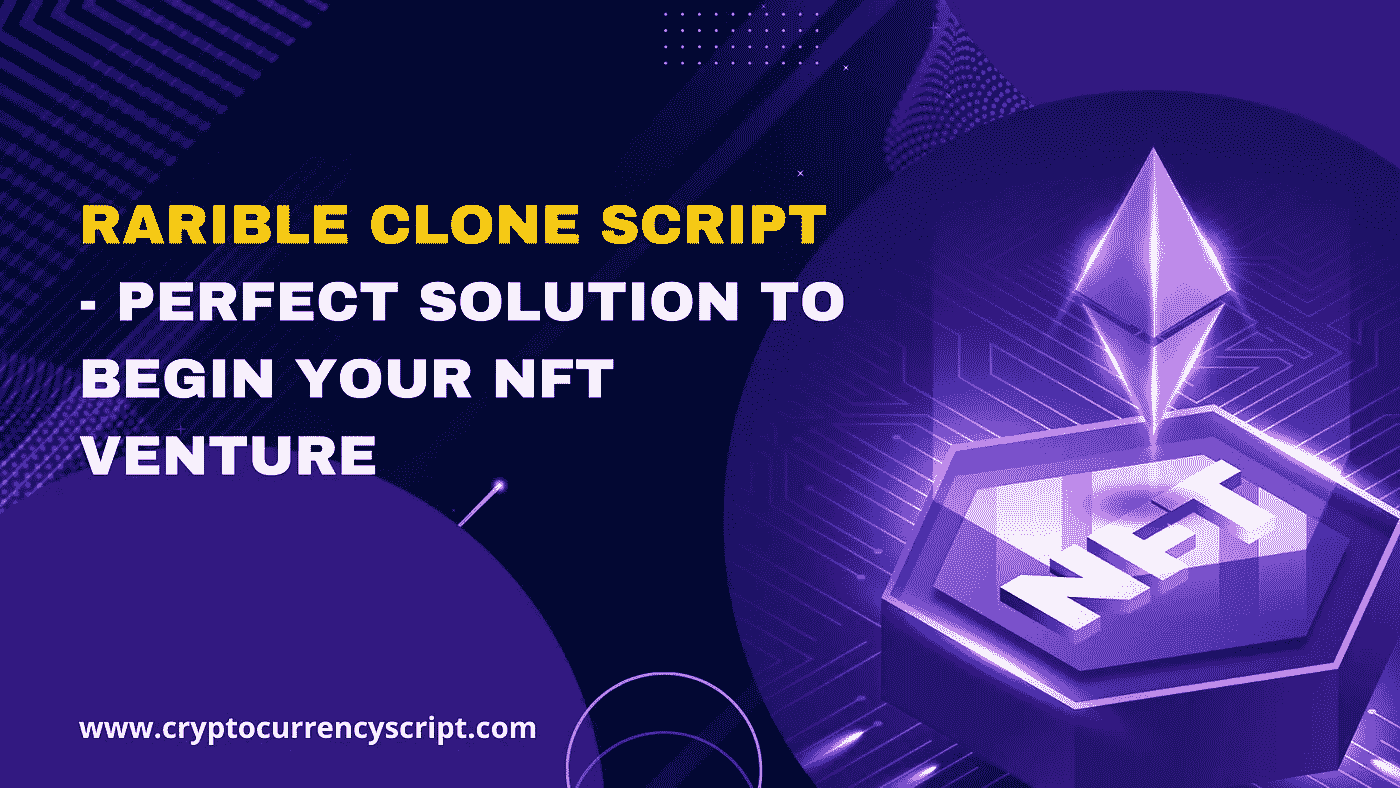 RARIBLE CLONE SCRIPT
- PERFECT SOLUTION TO
BEGIN YOUR NFT
VENTURE
NFT
www.cryptocurrencyscript.com